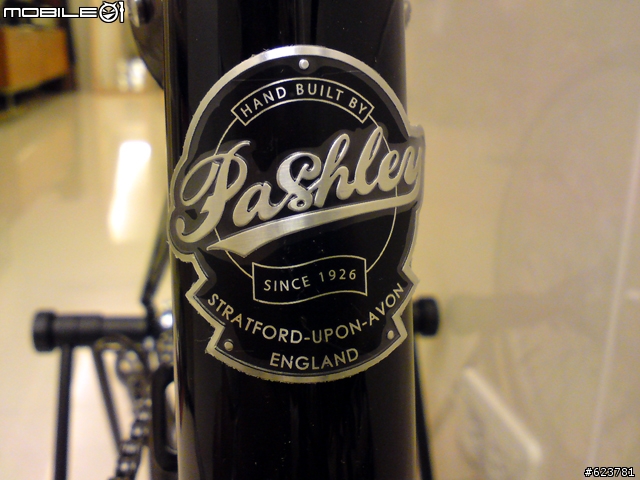 MOBILE01
HAND BUILT BY
Pashley
SINCE 1926
STRATFORD-UPON-AVON
ENGLAND
#623781